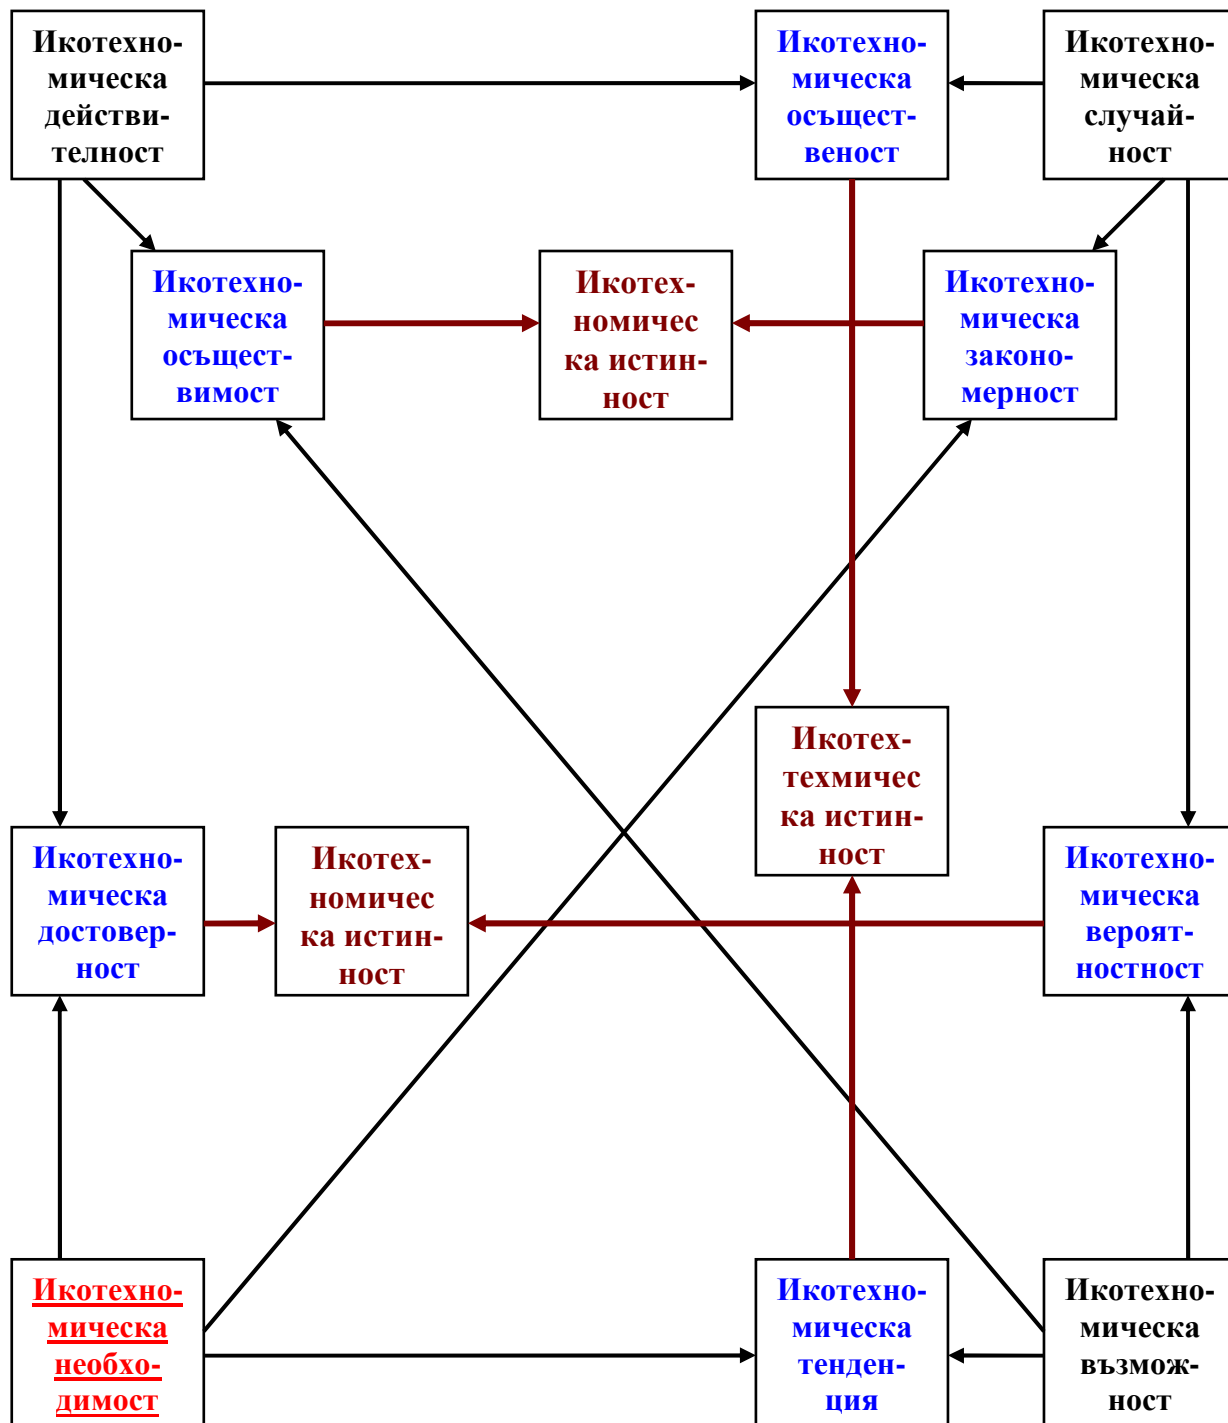 Икотехно-
мическа
действи-
телност
Икотехно-
мическа
осъщест-
веност
Икотехно-
мическа
случай-
ност
Икотехно-
мическа
осъщест-
вимост
Икотех-
номичес
ка истин-
ност
Икотехно-
мическа
законо-
мерност
Икотех-
техмичес
ка истин-
ност
Икотехно-
мическа
достовер-
ност
Икотех-
номичес
ка истин-
ност
Икотехно-
мическа
вероят-
ностност
Икотехно-
мическа
необхо-
димост
Икотехно-
мическа
тенден-
ция
Икотехно-
мическа
възмож-
ност